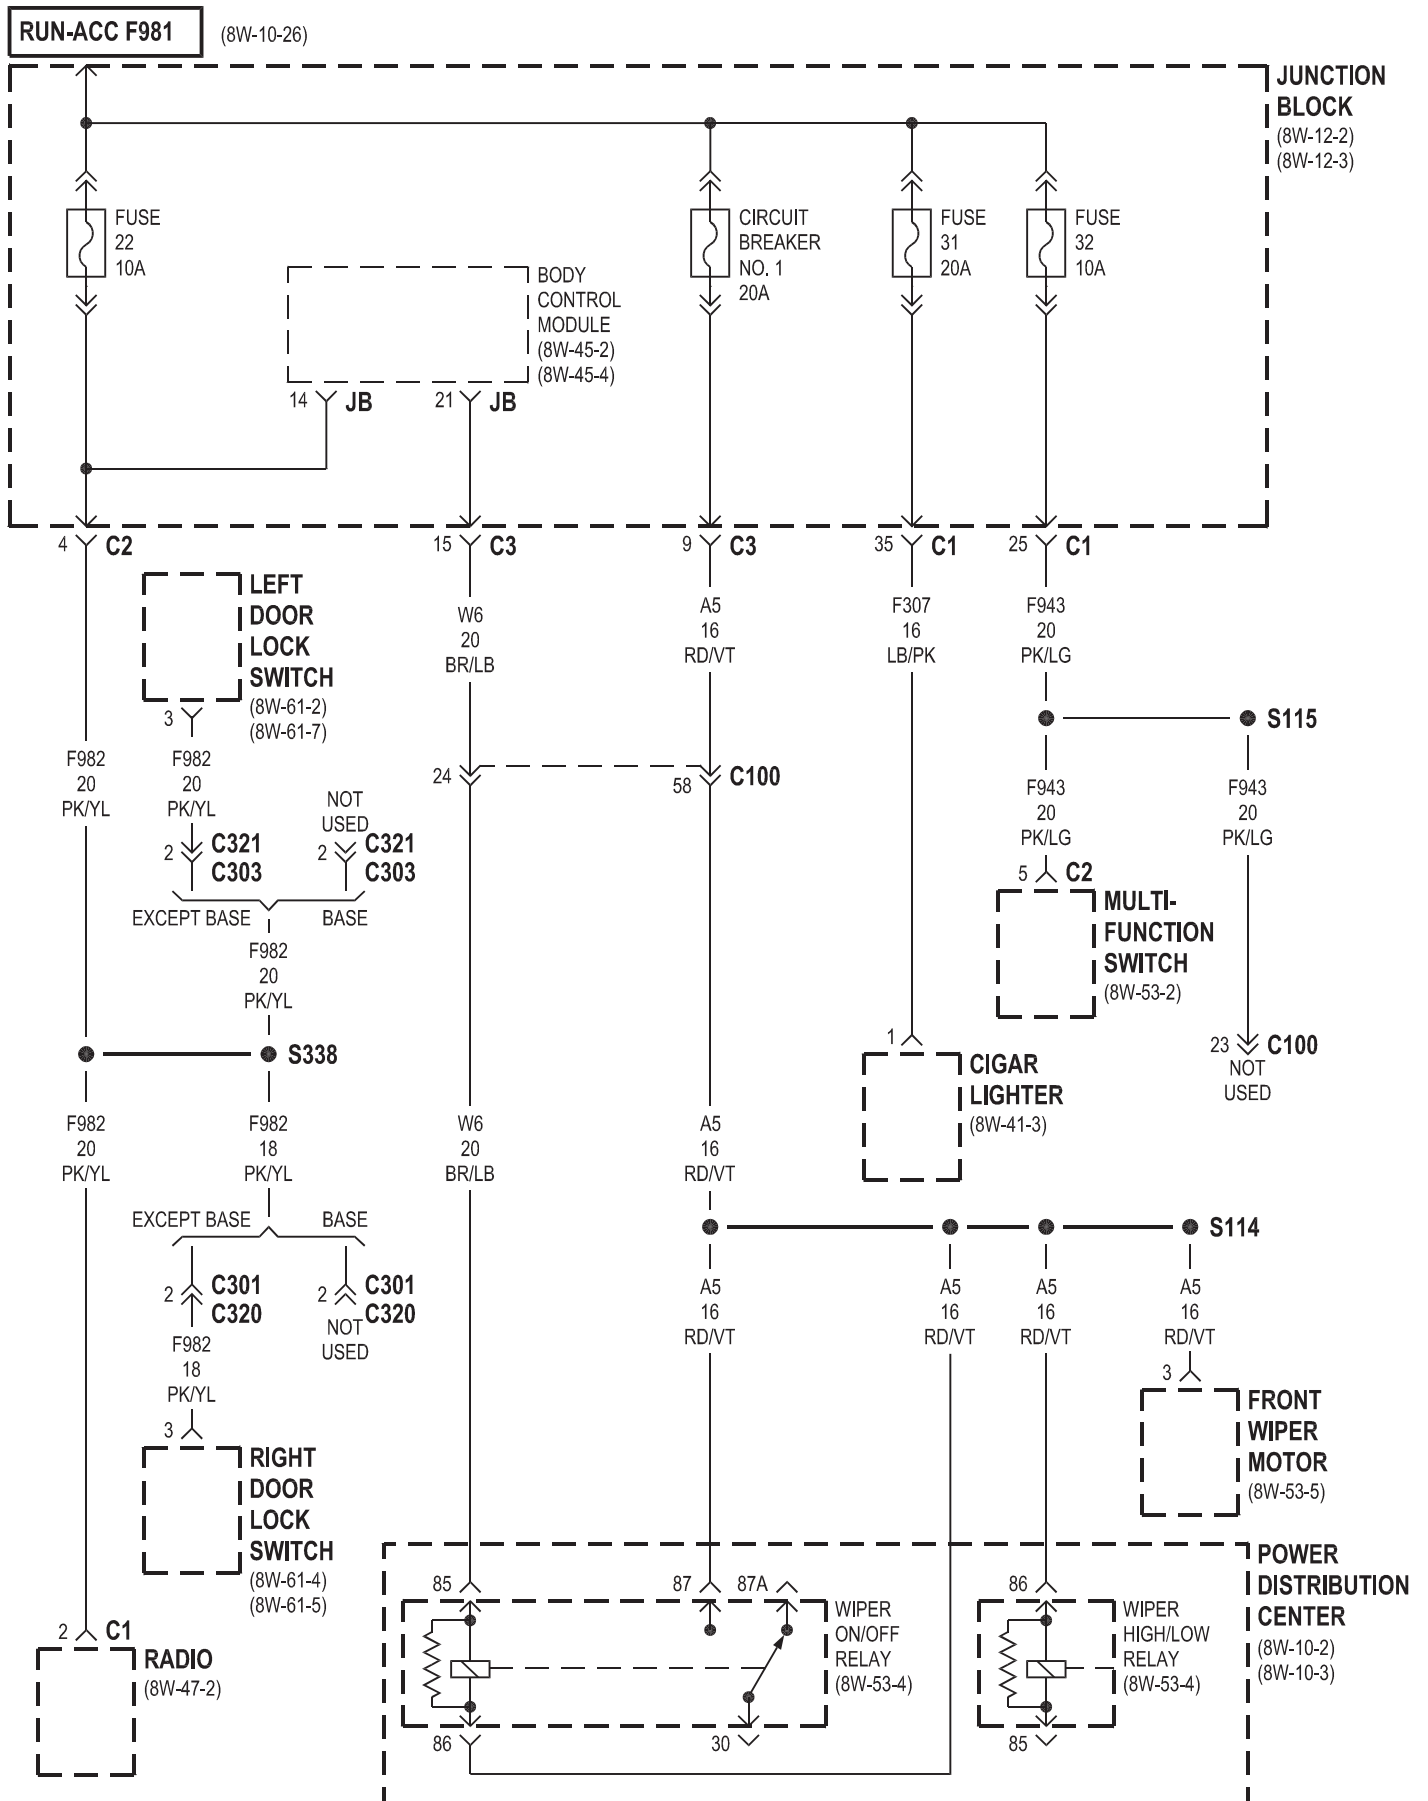 RUN-ACC F981 (8W-10-26)
JUNCTION
BLOCK
(8W-12-2)
(8W-12-3)
FUSE
22
10A
BODY
CONTROL
MODULE
(8W-45-2)
(8W-45-4)
CIRCUIT
BREAKER
NO. 1
20A
FUSE
31
20A
FUSE
32
10A
14 JB
21 JB
4 C2
15 C3
9 C3
35 C1
25 C1
LEFT
DOOR
LOCK
SWITCH
(8W-61-2)
(8W-61-7)
3
W6
20
BR/LB
A5
16
RD/VT
F307
16
LB/PK
F943
20
PK/LG
S115
F982
20
PK/YL
F982
20
PK/YL
NOT
USED
2 C321
C303
2 C321
C303
EXCEPT BASE
BASE
24
58 C100
F943
20
PK/LG
F943
20
PK/LG
5 C2
MULTI-
FUNCTION
SWITCH
(8W-53-2)
F982
20
PK/YL
S338
1
CIGAR
LIGHTER
(8W-41-3)
23 C100
NOT
USED
F982
20
PK/YL
F982
18
PK/YL
W6
20
BR/LB
A5
16
RD/VT
EXCEPT BASE
BASE
S114
2 C301
C320
2 C301
C320
NOT
USED
F982
18
PK/YL
A5
16
RD/VT
A5
16
RD/VT
A5
16
RD/VT
A5
16
RD/VT
3
FRONT
WIPER
MOTOR
(8W-53-5)
3
RIGHT
DOOR
LOCK
SWITCH
(8W-61-4)
(8W-61-5)
POWER
DISTRIBUTION
CENTER
(8W-10-2)
(8W-10-3)
85
87
87A
86
WIPER
ON/OFF
RELAY
(8W-53-4)
WIPER
HIGH/LOW
RELAY
(8W-53-4)
2 C1
RADIO
(8W-47-2)
86
30
85